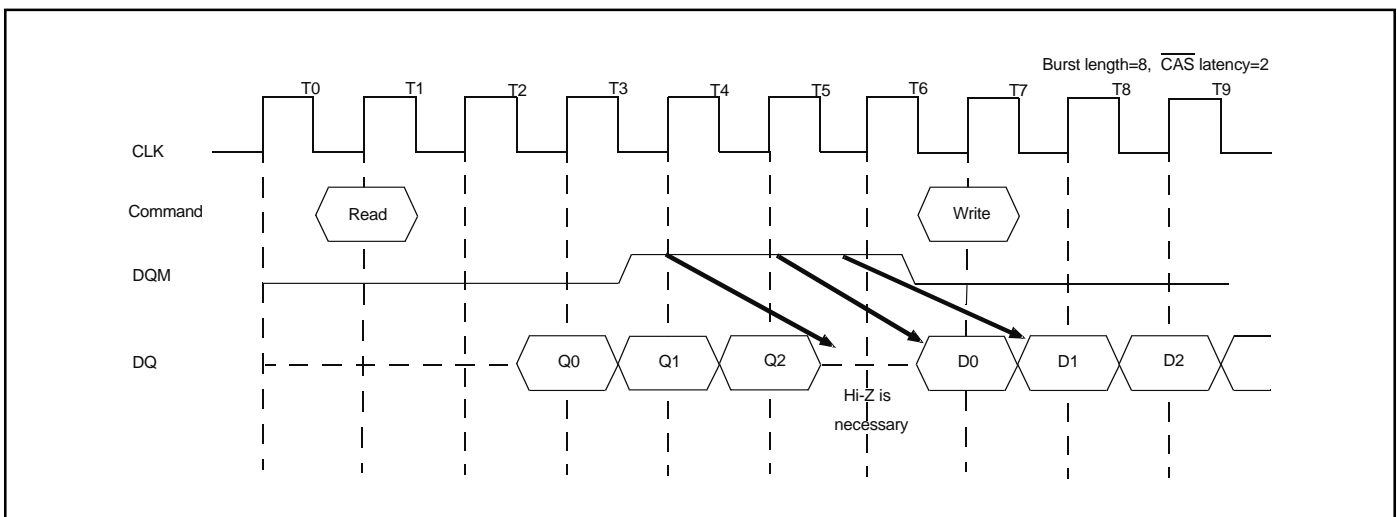 Burst length=8, CAS latency=2
T0 T1 T2 T3 T4 T5 T6 T7 T8 T9
CLK
Command Read Write
DQM
DQ Q0 Q1 Q2 D0 D1 D2
Hi-Z is
necessary